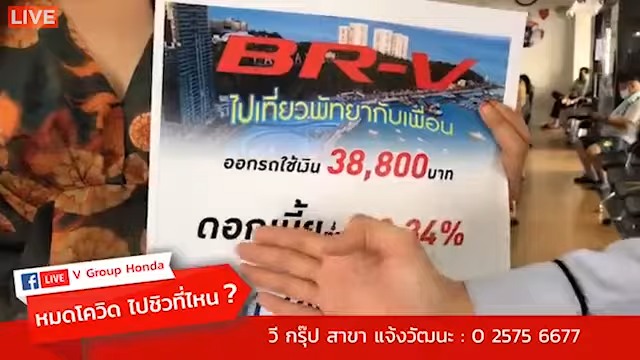 LIVE
BR-V
ไปเที่ยวพัทยากับเพื่อน
ออกรถใช้เงิน 38,800 บาท
ดอกเบี้ย
34%
LIVE V Group Honda
หมดโควิด ไปชิวที่ไหน ?
วี กรุ๊ป สาขา แจ้งวัฒนะ : 0 2575 6677